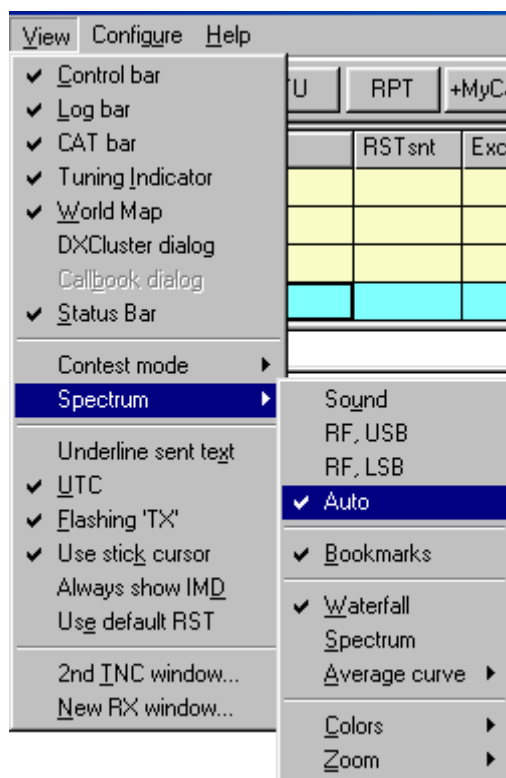 View Configure Help
Control bar
Log bar
CAT bar
Tuning Indicator
World Map
DXCluster dialog
Callbook dialog
Status Bar
Contest mode
Spectrum
Underline sent text
UTC
Flashing 'TX'
Use stick cursor
Always show IMD
Use default RST
2nd TNC window...
New RX window...
RPT
RSTsnt
Sound
RF, USB
RF, LSB
Auto
Bookmarks
Waterfall
Spectrum
Average curve
Colors
Zoom